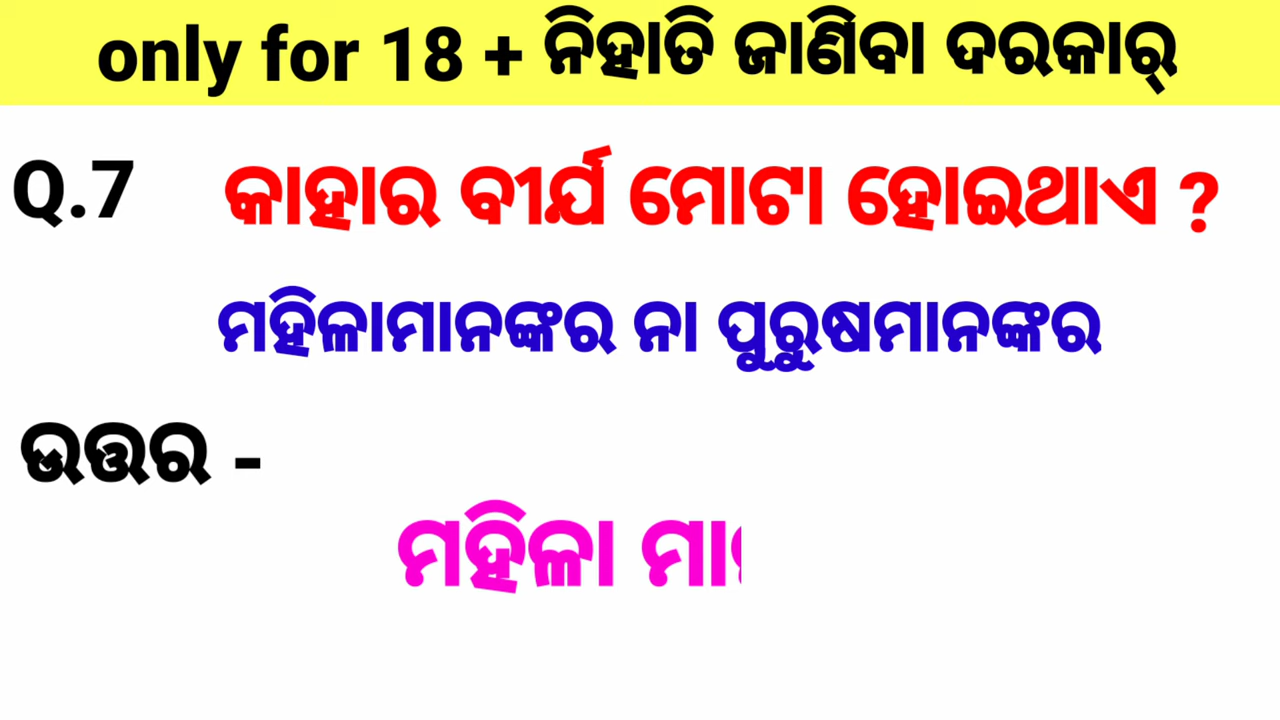 only for 18 + ନିହାତି ଜାଣିବା ଦରକାର୍
Q.7 କାହାର ବୀର୍ଯ ମୋଟା ହୋଇଥାଏ ?
ମହିଳାମାନଙ୍କର ନା ପୁରୁଷମାନଙ୍କର
ଉତ୍ତର -
ମହିଳା